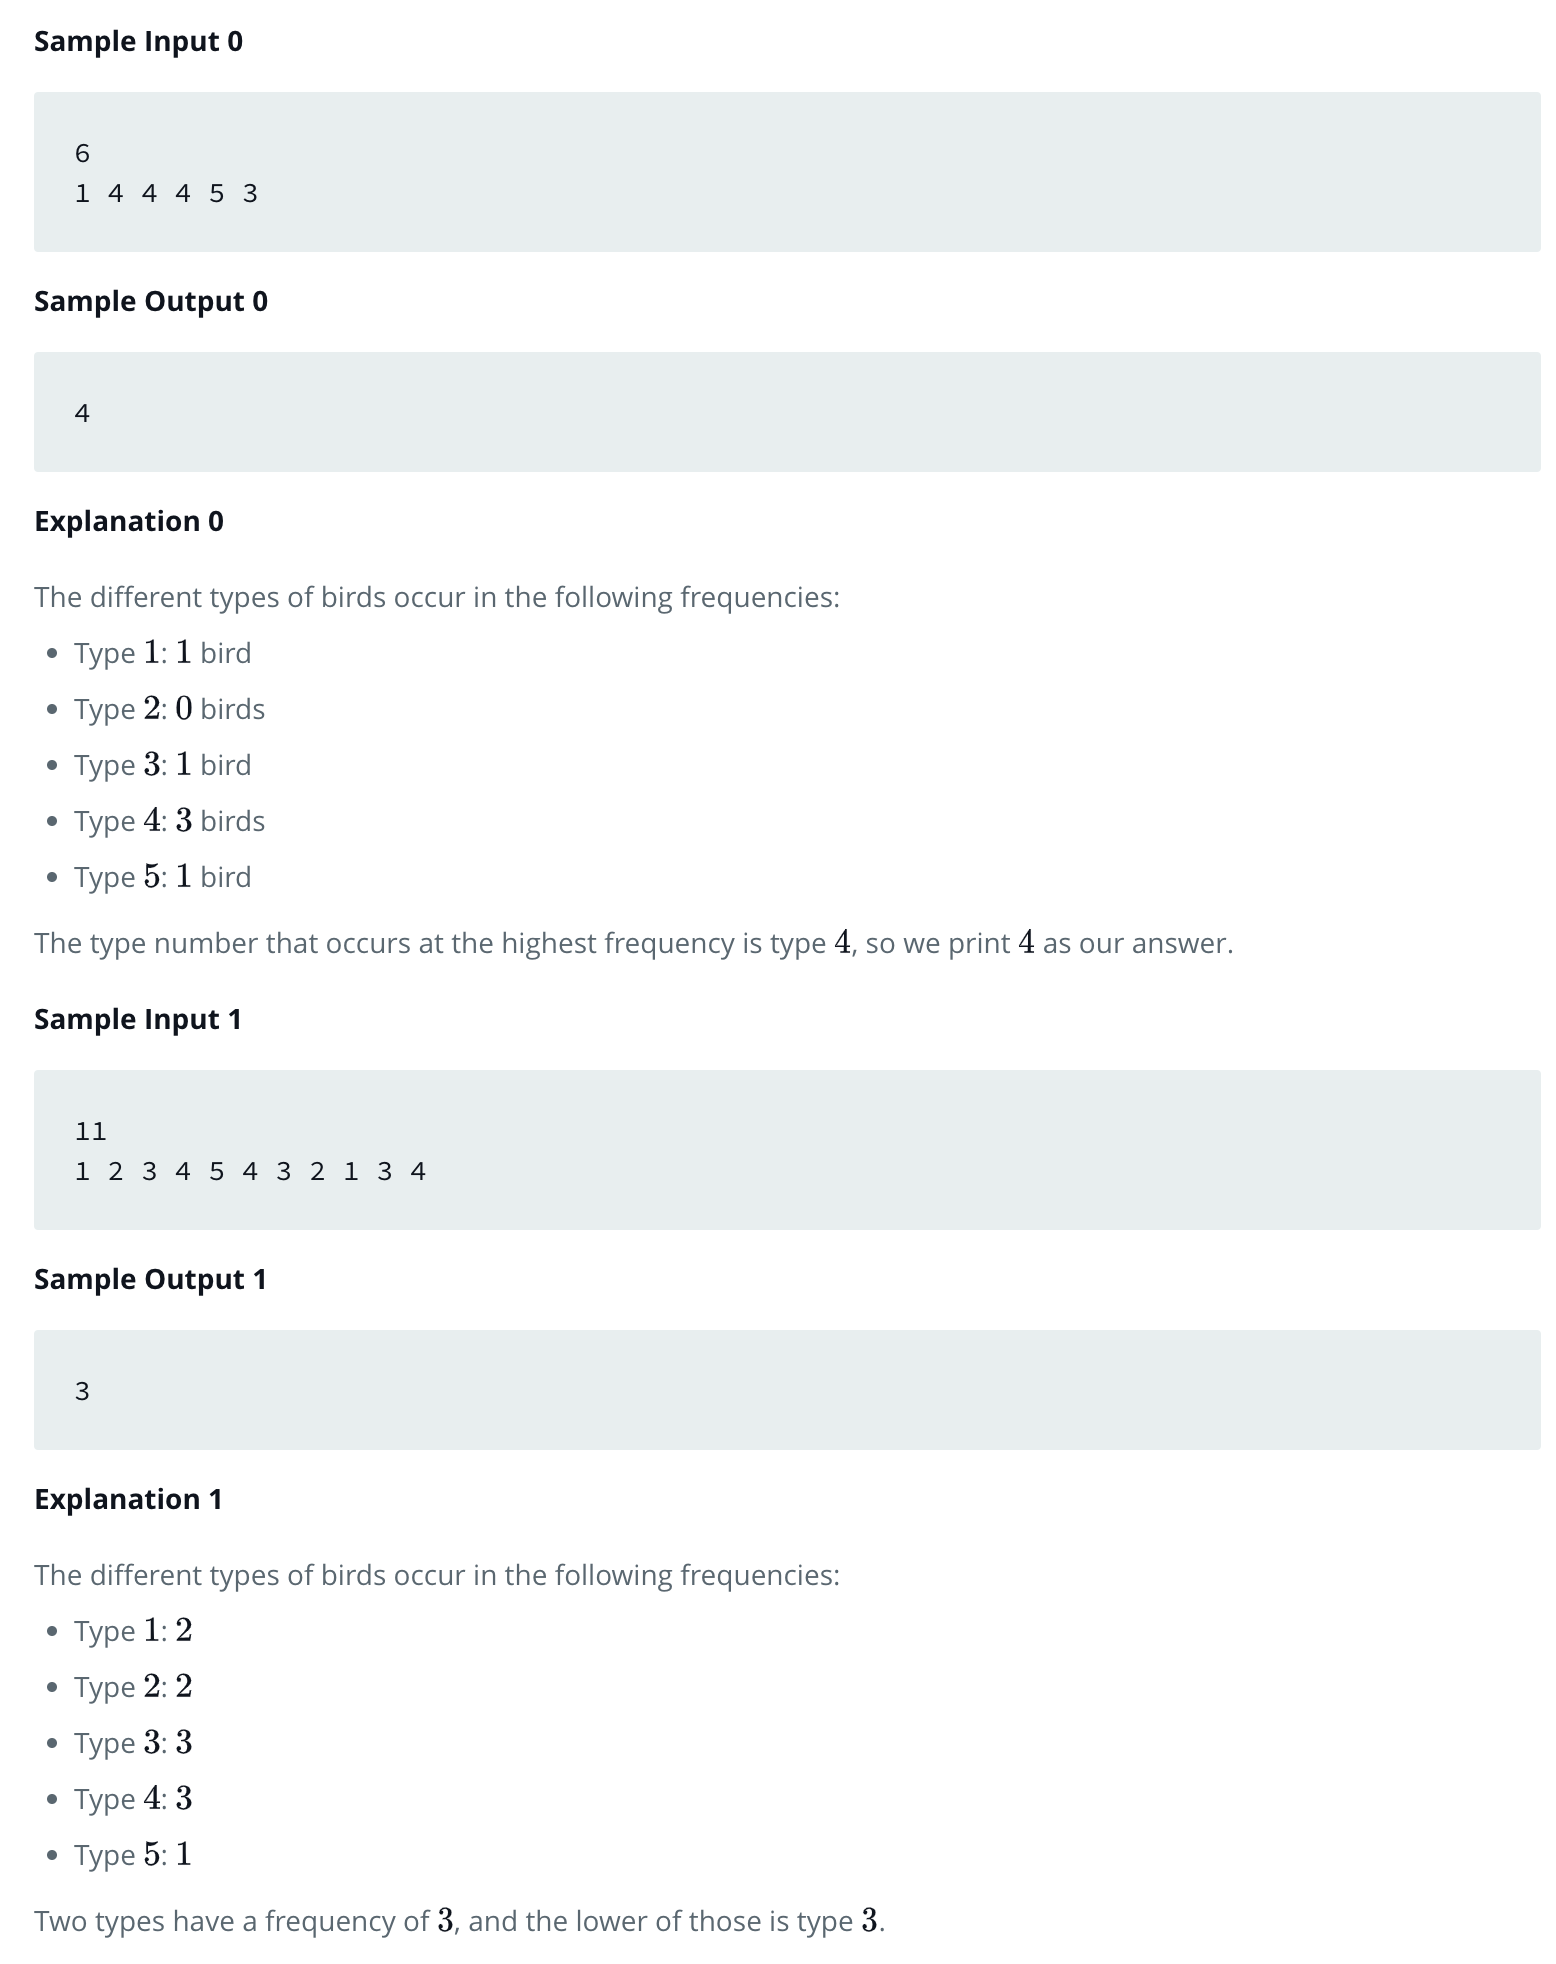 Sample Input 0
6
1 4 4 4 5 3
Sample Output 0
4
Explanation 0
The different types of birds occur in the following frequencies:
• Type 1: 1 bird
• Type 2: 0 birds
• Type 3: 1 bird
• Type 4: 3 birds
• Type 5: 1 bird
The type number that occurs at the highest frequency is type 4, so we print 4 as our answer.
Sample Input 1
11
1 2 3 4 5 4 3 2 1 3 4
Sample Output 1
3
Explanation 1
The different types of birds occur in the following frequencies:
• Type 1: 2
• Type 2: 2
• Type 3: 3
• Type 4: 3
• Type 5: 1
Two types have a frequency of 3, and the lower of those is type 3.